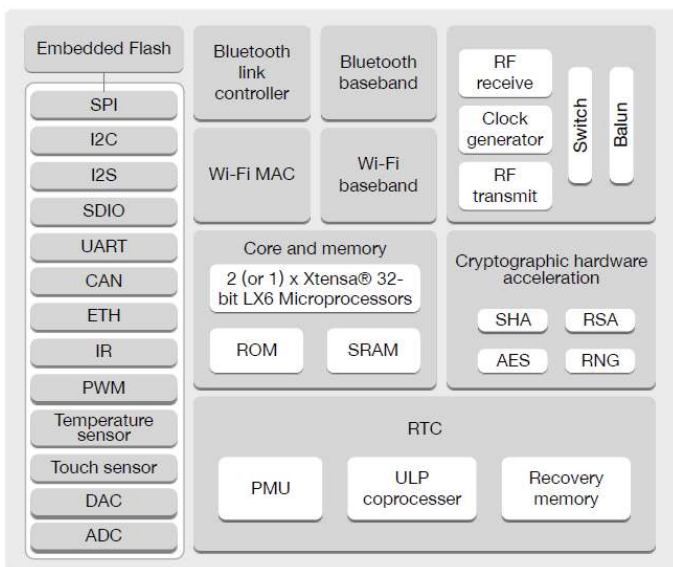 Embedded Flash
SPI
I2C
I2S
SDIO
UART
CAN
ETH
IR
PWM
Temperature
sensor
Touch sensor
DAC
ADC
Bluetooth
link
controller
Bluetooth
baseband
Wi-Fi MAC
Wi-Fi
baseband
RF
receive
Clock
generator
RF
transmit
Switch
Balun
Core and memory
2 (or 1) x Xtensa® 32-
bit LX6 Microprocessors
ROM
SRAM
Cryptographic hardware
acceleration
SHA
RSA
AES
RNG
RTC
PMU
ULP
coprocesser
Recovery
memory